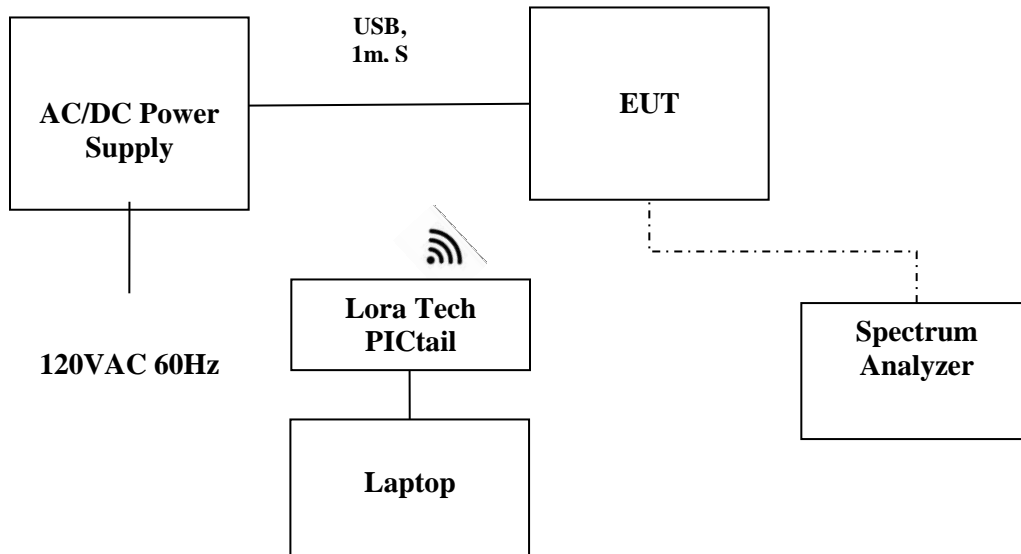 USB,
1m, S
AC/DC Power
Supply
EUT
Lora Tech
PICtail
120VAC 60Hz
Spectrum
Analyzer
Laptop